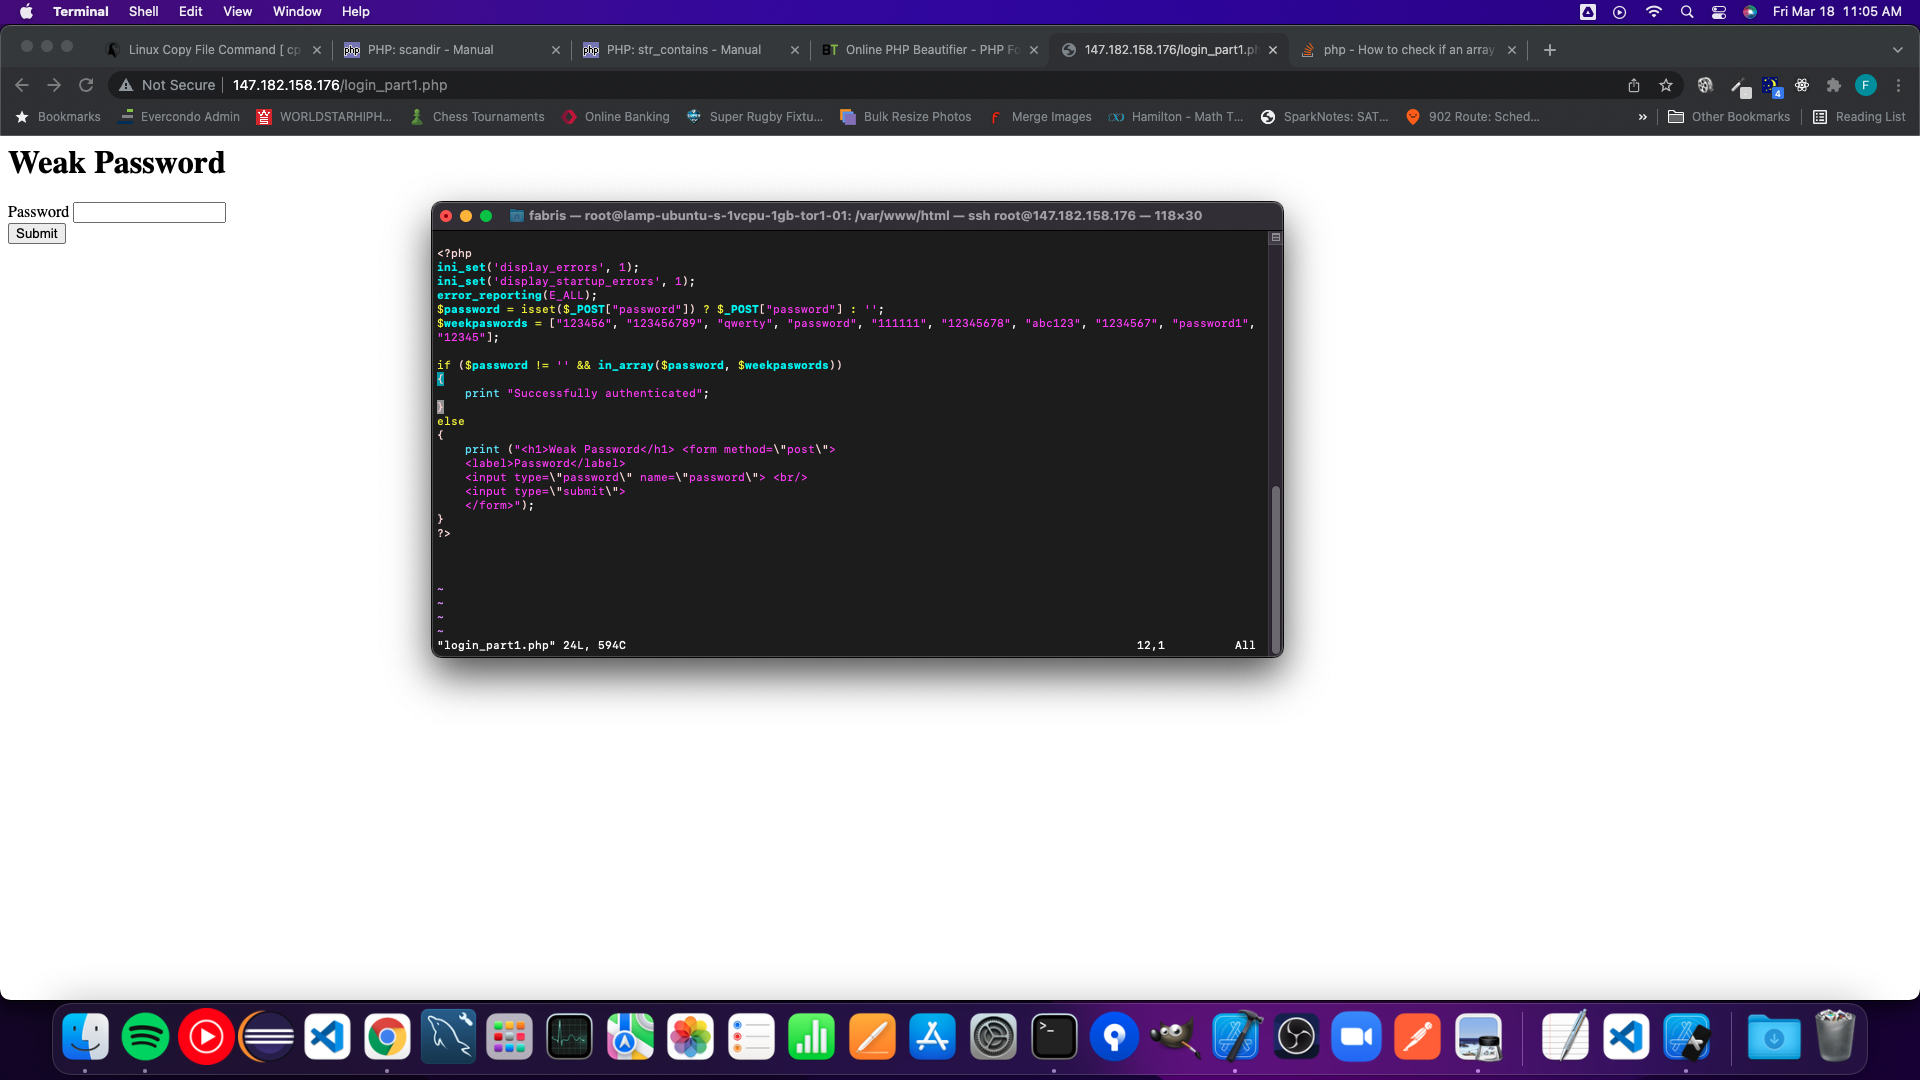 Terminal Shell Edit View Window Help Fri Mar 18 11:05 AM
Linux Copy File Command [ cp PHP: scandir - Manual PHP: str_contains - Manual BT Online PHP Beautifier - PHP Fo 147.182.158.176/login_part1.ph php - How to check if an array
Not Secure 147.182.158.176/login_part1.php 4 F
Bookmarks Evercondo Admin WORLDSTARHIPH... Chess Tournaments Online Banking Super Rugby Fixtu... Bulk Resize Photos Merge Images Hamilton - Math T... SparkNotes: SAT... 902 Route: Sched... » Other Bookmarks Reading List
Weak Password
Password
Submit
fabris — root@lamp-ubuntu-s-1vcpu-1gb-tor1-01: /var/www/html — ssh root@147.182.158.176 — 118×30
<?php
ini_set('display_errors', 1);
ini_set('display_startup_errors', 1);
error_reporting(E_ALL);
$password = isset($_POST["password"]) ? $_POST["password"] : '';
$weekpaswords = ["123456", "123456789", "qwerty", "password", "111111", "12345678", "abc123", "1234567", "password1",
"12345"];
if ($password != '' && in_array($password, $weekpaswords))
{
print "Successfully authenticated";
}
else
{
print ("<h1>Weak Password</h1> <form method=\"post\">
<label>Password</label>
<input type=\"password\" name=\"password\"> <br/>
<input type=\"submit\">
</form>");
}
?>
~
~
~
~
"login_part1.php" 24L, 594C 12,1 All